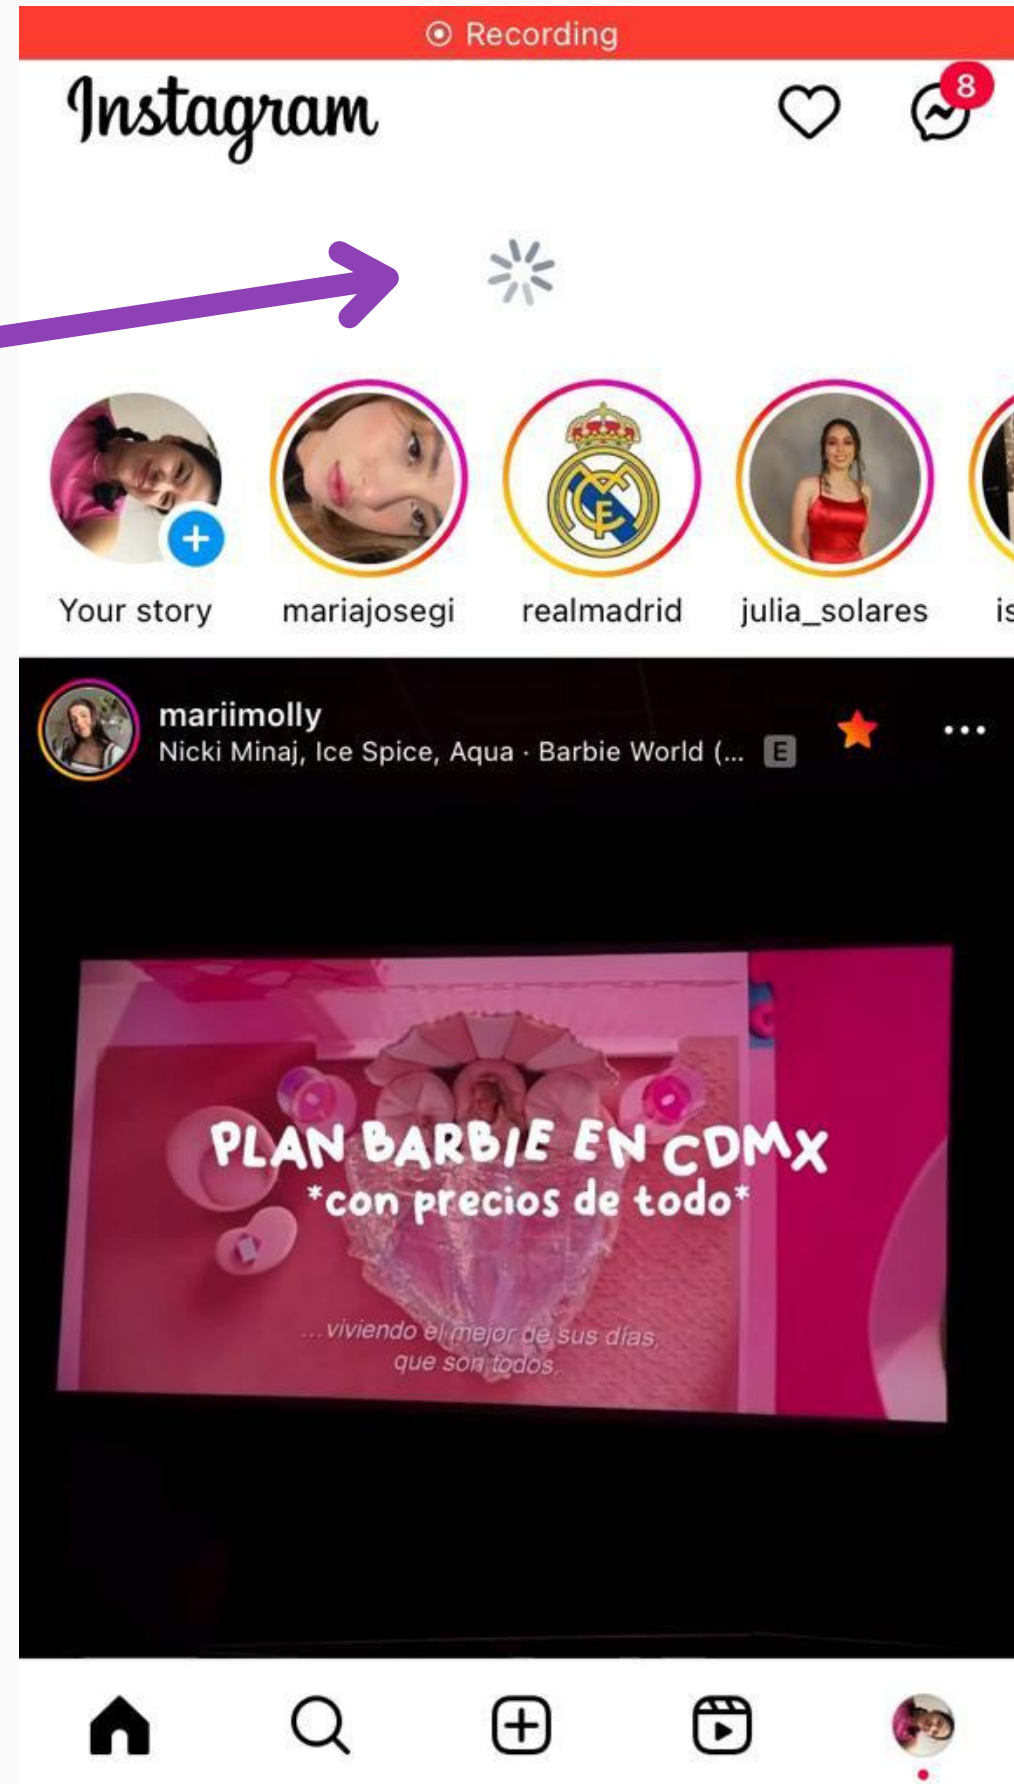 Recording
Instagram
8
Your story
mariajosegi
realmadrid
julia_solares
is
mariimolly
Nicki Minaj, Ice Spice, Aqua · Barbie World (... E
PLAN BARBIE EN CDMX
*con precios de todo*
...viviendo el mejor de sus días,
que son todos.